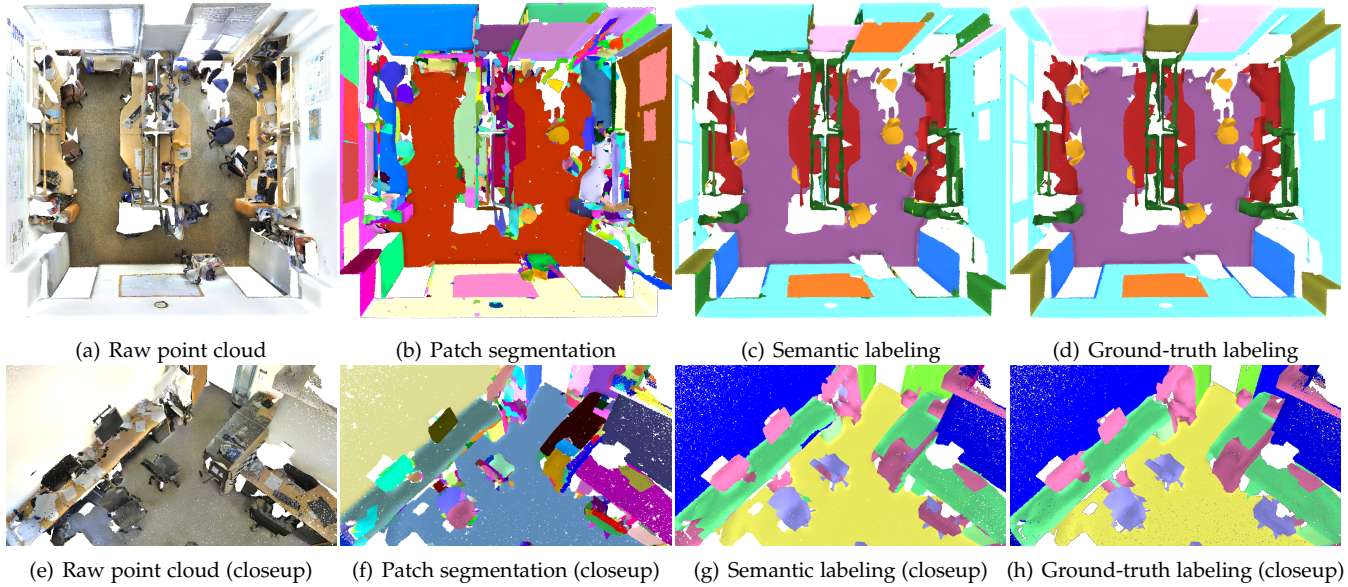 (a) Raw point cloud
(b) Patch segmentation
(c) Semantic labeling
(d) Ground-truth labeling
(e) Raw point cloud (closeup)
(f) Patch segmentation (closeup)
(g) Semantic labeling (closeup)
(h) Ground-truth labeling (closeup)